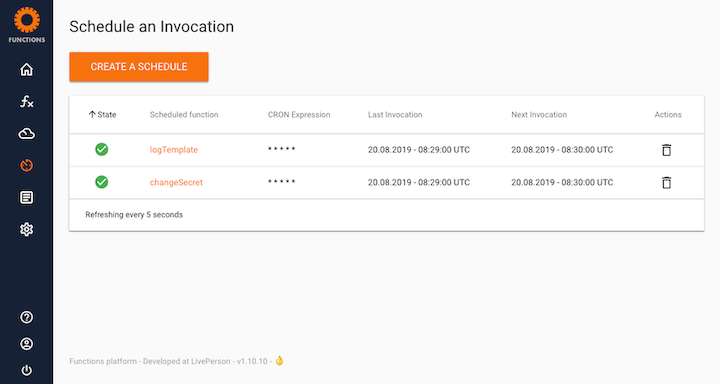 FUNCTIONS
Schedule an Invocation
CREATE A SCHEDULE
State Scheduled function CRON Expression Last Invocation Next Invocation Actions
logTemplate * * * * * 20.08.2019 - 08:29:00 UTC 20.08.2019 - 08:30:00 UTC
changeSecret * * * * * 20.08.2019 - 08:29:00 UTC 20.08.2019 - 08:30:00 UTC
Refreshing every 5 seconds
Functions platform - Developed at LivePerson - v1.10.10 - 👌